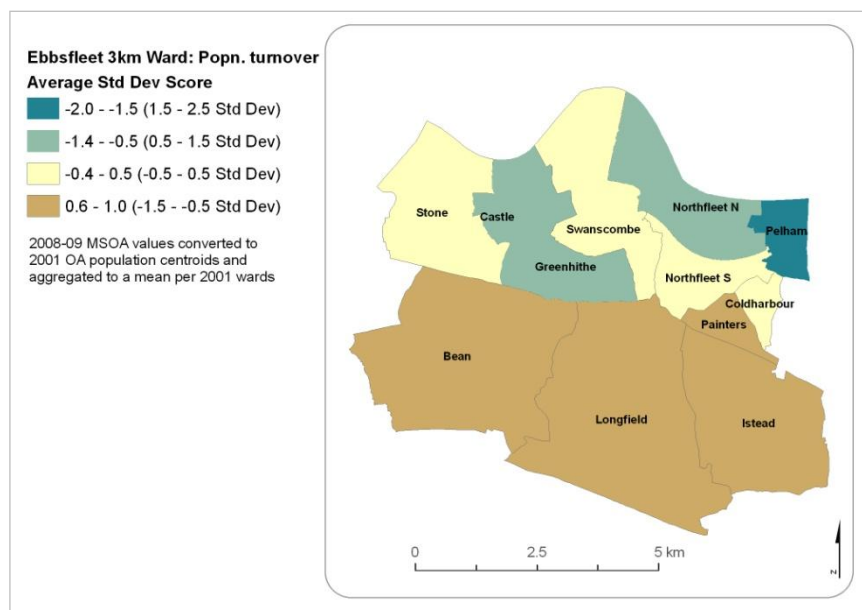 Ebbsfleet 3km Ward: Popn. turnover
Average Std Dev Score
-2.0 - -1.5 (1.5 - 2.5 Std Dev)
-1.4 - -0.5 (0.5 - 1.5 Std Dev)
-0.4 - 0.5 (-0.5 - 0.5 Std Dev)
0.6 - 1.0 (-1.5 - -0.5 Std Dev)
2008-09 MSOA values converted to
2001 OA population centroids and
aggregated to a mean per 2001 wards
Stone
Castle
Swanscombe
Northfleet N
Pelham
Greenhithe
Northfleet S
Coldharbour
Painters
Bean
Longfield
Istead
0 2.5 5 km
N